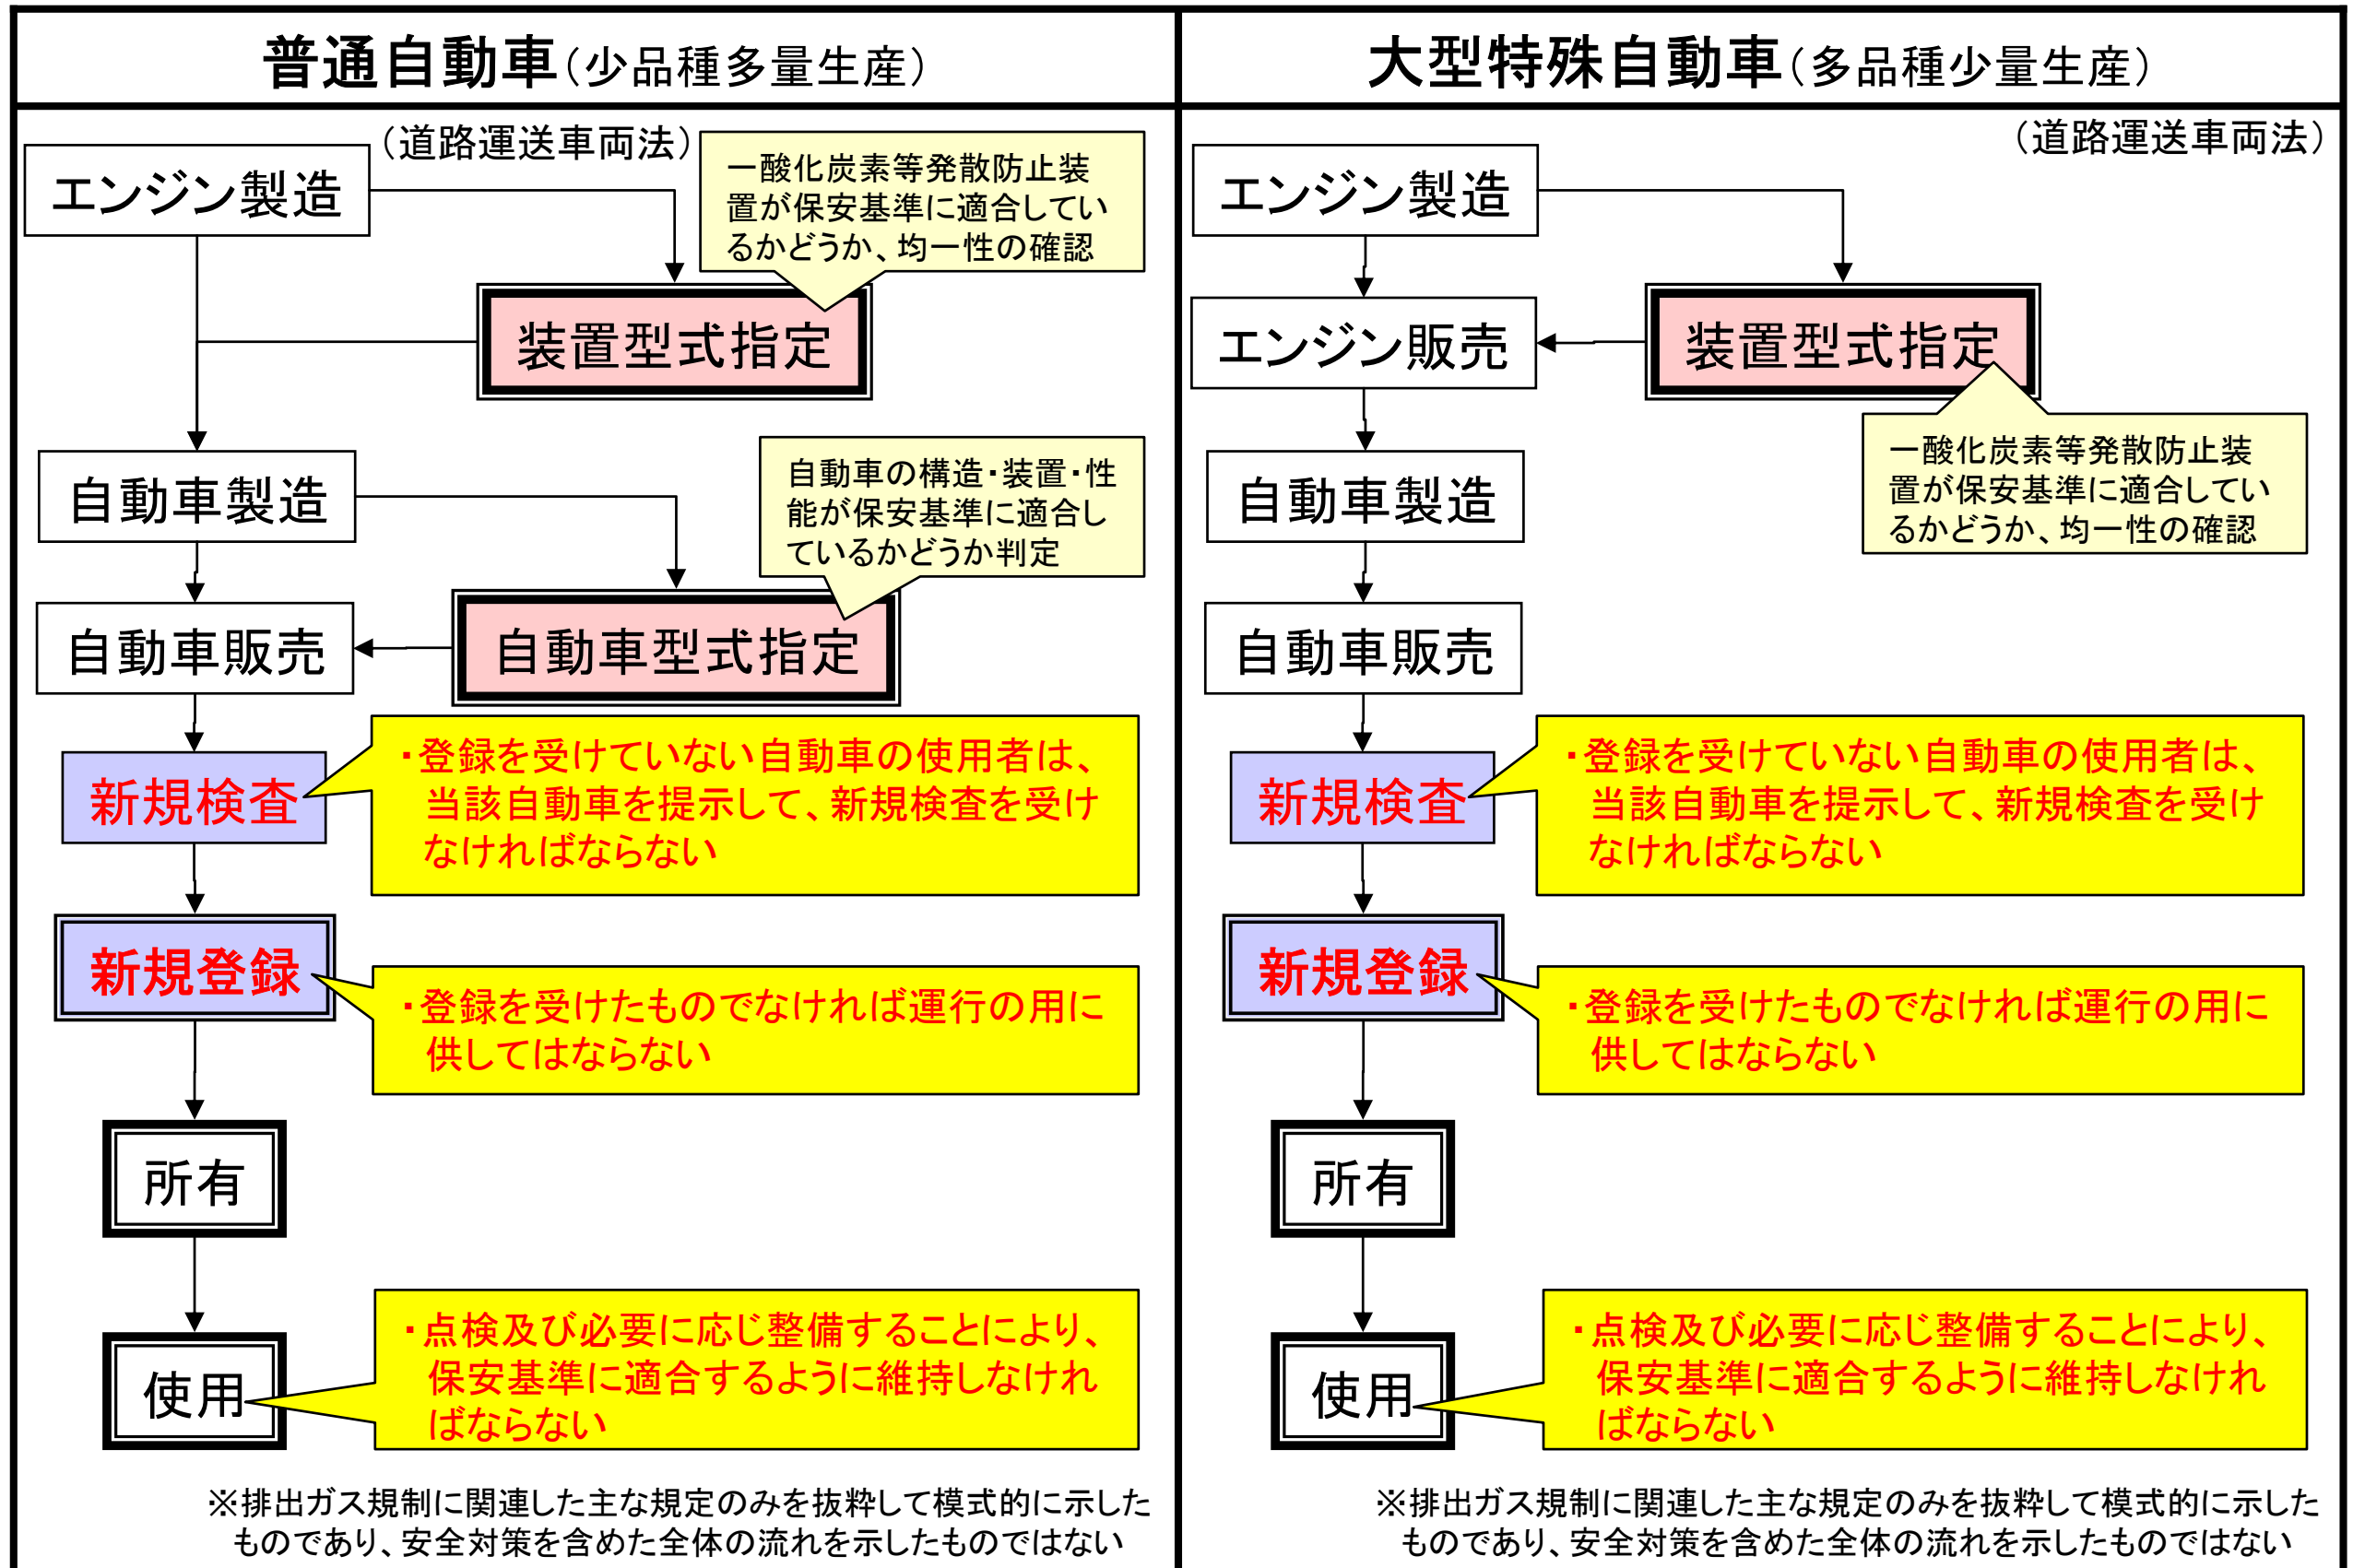 普通自動車（少品種多量生産）
（道路運送車両法）
エンジン製造
一酸化炭素等発散防止装
置が保安基準に適合してい
るかどうか、均一性の確認
装置型式指定
自動車製造
自動車の構造・装置・性
能が保安基準に適合し
ているかどうか判定
自動車販売
自動車型式指定
新規検査
・登録を受けていない自動車の使用者は、
当該自動車を提示して、新規検査を受け
なければならない
新規登録
・登録を受けたものでなければ運行の用に
供してはならない
所有
使用
・点検及び必要に応じ整備することにより、
保安基準に適合するように維持しなけれ
ばならない
※排出ガス規制に関連した主な規定のみを抜粋して模式的に示した
ものであり、安全対策を含めた全体の流れを示したものではない
大型特殊自動車（多品種少量生産）
（道路運送車両法）
エンジン製造
エンジン販売
装置型式指定
一酸化炭素等発散防止装
置が保安基準に適合してい
るかどうか、均一性の確認
自動車製造
自動車販売
新規検査
・登録を受けていない自動車の使用者は、
当該自動車を提示して、新規検査を受け
なければならない
新規登録
・登録を受けたものでなければ運行の用に
供してはならない
所有
使用
・点検及び必要に応じ整備することにより、
保安基準に適合するように維持しなけれ
ばならない
※排出ガス規制に関連した主な規定のみを抜粋して模式的に示した
ものであり、安全対策を含めた全体の流れを示したものではない